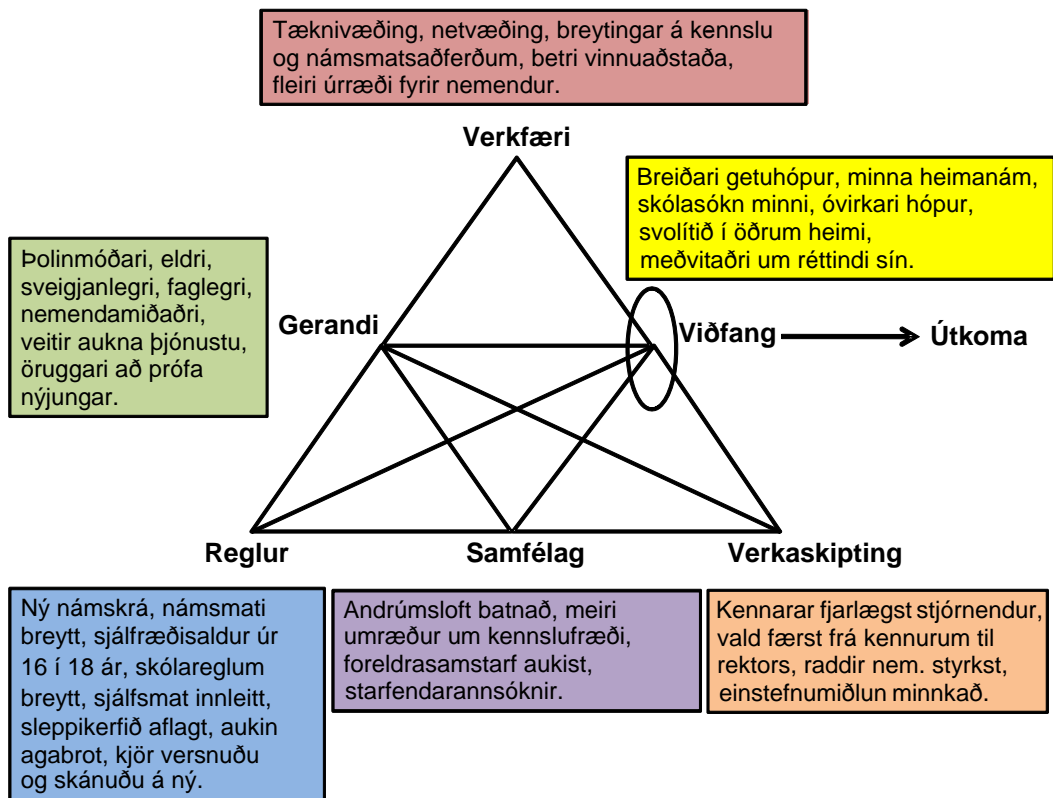 Tæknivæðing, netvæðing, breytingar á kennslu
og námsmatsaðferðum, betri vinnuaðstaða,
fleiri úrræði fyrir nemendur.
Verkfæri
Breiðari getuhópur, minna heimanám,
skólasókn minni, óvirkari hópur,
svolítið í öðrum heimi,
meðvitaðri um réttindi sín.
Þolinmóðari, eldri,
sveigjanlegri, faglegri,
nemendamiðaðri,
veitir aukna þjónustu,
öruggari að prófa
nýjungar.
Gerandi
Viðfang
Útkoma
Reglur
Samfélag
Verkaskipting
Ný námskrá, námsmati
breytt, sjálfræðisaldur úr
16 í 18 ár, skólareglum
breytt, sjálfsmat innleitt,
sleppikerfið aflagt, aukin
agabrot, kjör versnuðu
og skánuðu á ný.
Andrúmsloft batnað, meiri
umræður um kennslufræði,
foreldrasamstarf aukist,
starfendarannsóknir.
Kennarar fjarlægst stjórnendur,
vald færst frá kennurum til
rektors, raddir nem. styrkst,
einstefnumiðlun minnkað.